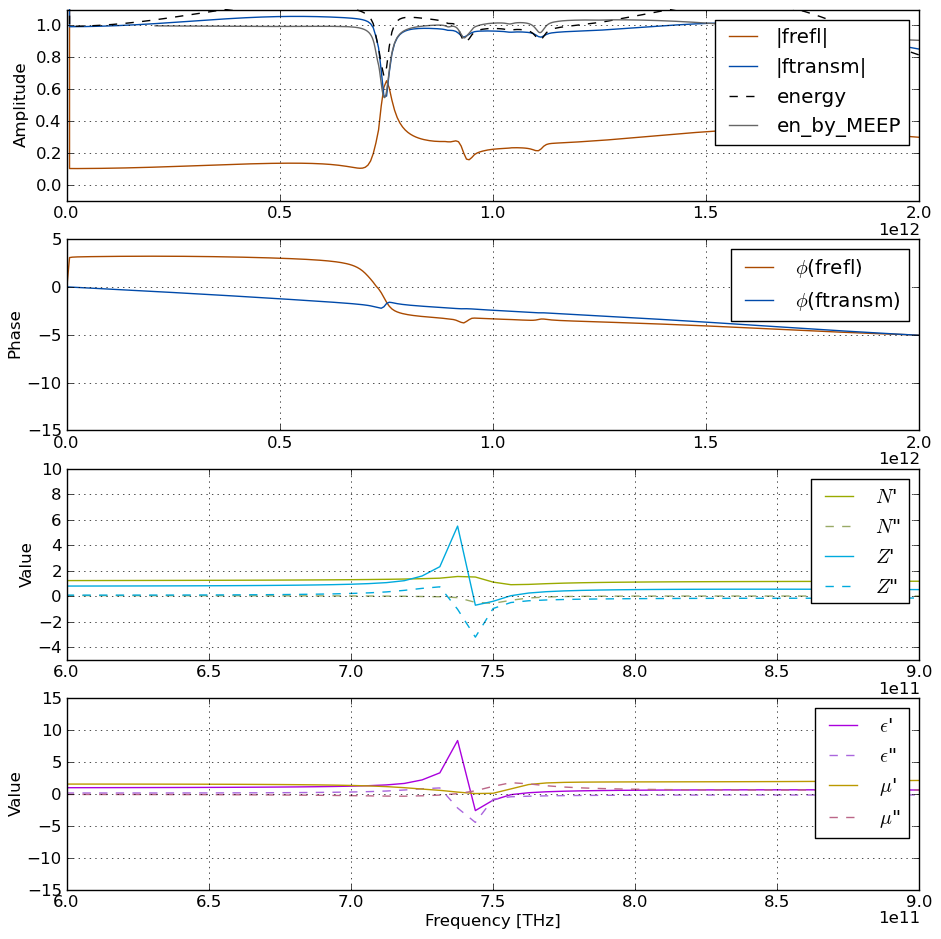 1.0
0.8
0.6
0.4
0.2
0.0
Amplitude
|frefl|
|ftransm|
energy
en_by_MEEP
0.0 0.5 1.0 1.5 2.0
1e12
5
0
−5
−10
−15
Phase
ϕ(frefl)
ϕ(ftransm)
0.0 0.5 1.0 1.5 2.0
1e12
10
8
6
4
2
0
−2
−4
Value
N'
N"
Z'
Z"
6.0 6.5 7.0 7.5 8.0 8.5 9.0
1e11
15
10
5
0
−5
−10
−15
Value
ϵ'
ϵ"
μ'
μ"
6.0 6.5 7.0 7.5 8.0 8.5 9.0
1e11
Frequency [THz]